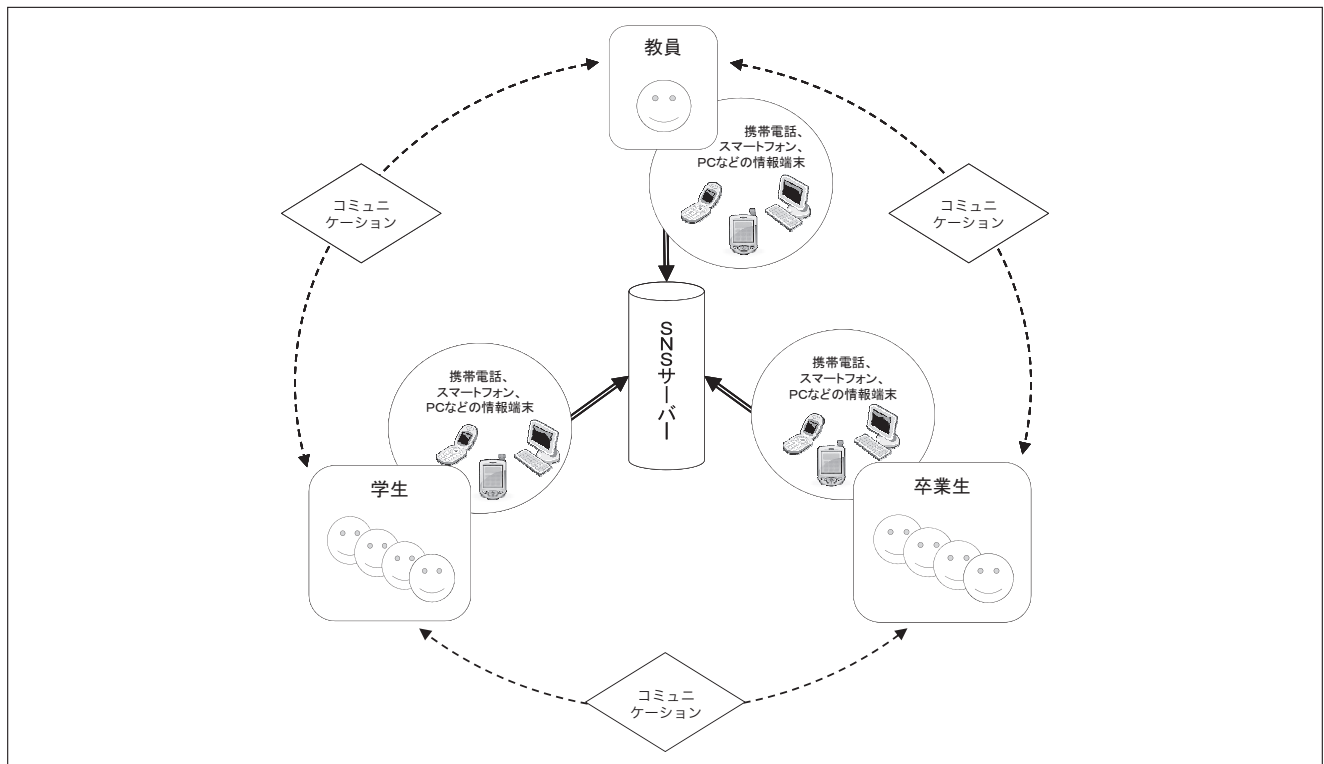 教員
携帯電話、
スマートフォン、
PCなどの情報端末
コミュニ
ケーション
コミュニ
ケーション
SNSサーバー
携帯電話、
スマートフォン、
PCなどの情報端末
携帯電話、
スマートフォン、
PCなどの情報端末
学生
卒業生
コミュニ
ケーション